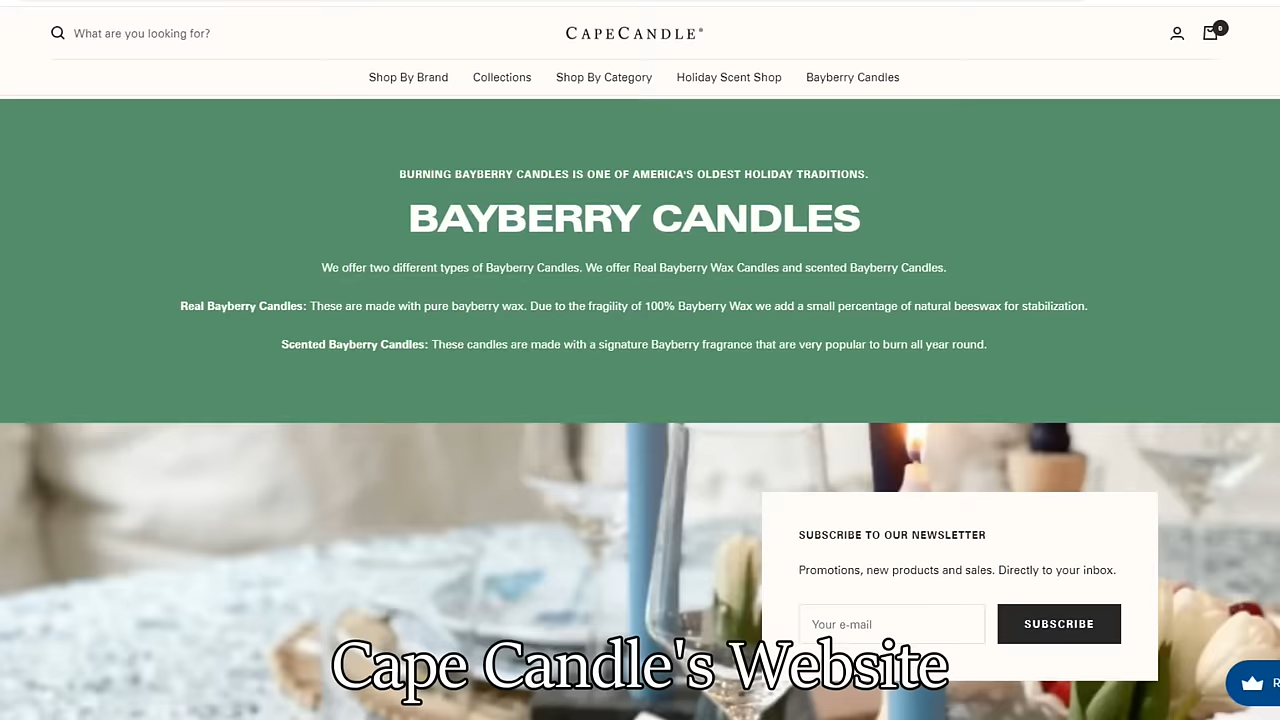 What are you looking for?
CAPECANDLE®
0
Shop By Brand
Collections
Shop By Category
Holiday Scent Shop
Bayberry Candles
BURNING BAYBERRY CANDLES IS ONE OF AMERICA'S OLDEST HOLIDAY TRADITIONS.
BAYBERRY CANDLES
We offer two different types of Bayberry Candles. We offer Real Bayberry Wax Candles and scented Bayberry Candles.
Real Bayberry Candles: These are made with pure bayberry wax. Due to the fragility of 100% Bayberry Wax we add a small percentage of natural beeswax for stabilization.
Scented Bayberry Candles: These candles are made with a signature Bayberry fragrance that are very popular to burn all year round.
SUBSCRIBE TO OUR NEWSLETTER
Promotions, new products and sales. Directly to your inbox.
Your e-mail
SUBSCRIBE
Cape Candle's Website
R